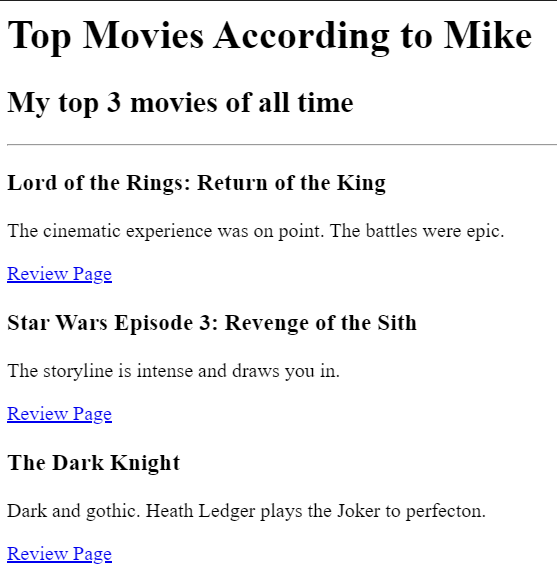 Top Movies According to Mike
My top 3 movies of all time
Lord of the Rings: Return of the King
The cinematic experience was on point. The battles were epic.
Review Page
Star Wars Episode 3: Revenge of the Sith
The storyline is intense and draws you in.
Review Page
The Dark Knight
Dark and gothic. Heath Ledger plays the Joker to perfecton.
Review Page